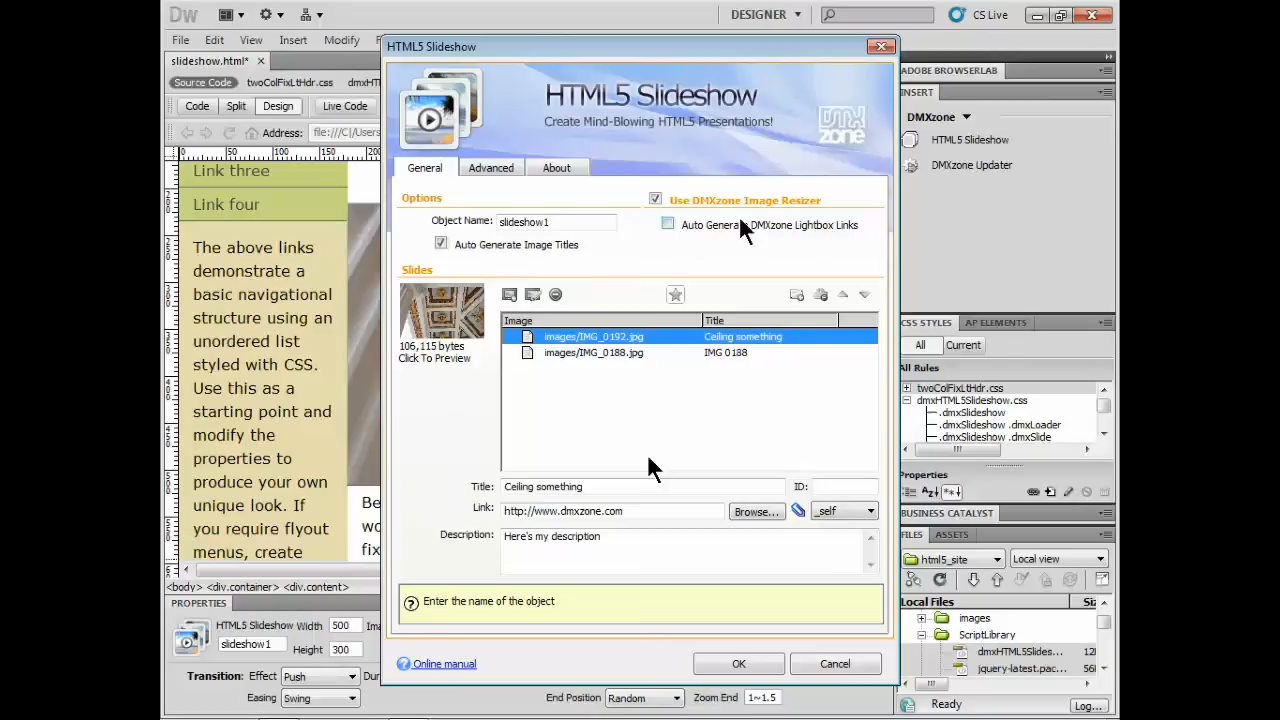 Dw
DESIGNER
CS Live
File Edit View Insert Modify
HTML5 Slideshow
slideshow.html*
Source Code twoColFixLtHdr.css
Code Split Design Live Code
Address: file:///C|/Users
0 50 100 150
Link three
Link four
The above links
demonstrate a
basic navigational
structure using an
unordered list
styled with CSS.
Use this as a
starting point and
modify the
properties to
produce your own
unique look. If
you require flyout
menus, create
<body> <div.container> <div.content>
PROPERTIES
HTML5 Slideshow Width 500
slideshow1 Height 300
Transition: Effect Push
Easing Swing
End Position Random Zoom End 1~1.5
HTML5 Slideshow
Create Mind-Blowing HTML5 Presentations!
DMX
zone
General Advanced About
Options
Use DMXzone Image Resizer
Object Name: slideshow1
Auto Generate DMXzone Lightbox Links
Auto Generate Image Titles
Slides
Image Title
images/IMG_0192.jpg Ceiling something
images/IMG_0188.jpg IMG 0188
106,115 bytes
Click To Preview
Title: Ceiling something ID:
Link: http://www.dmxzone.com Browse... _self
Description: Here's my description
Enter the name of the object
Online manual
OK Cancel
ADOBE BROWSERLAB
INSERT
DMXzone
HTML5 Slideshow
DMXzone Updater
CSS STYLES AP ELEMENTS
All Current
All Rules
twoColFixLtHdr.css
dmxHTML5Slideshow.css
.dmxSlideshow
.dmxSlideshow .dmxLoader
.dmxSlideshow .dmxSlide
Properties
BUSINESS CATALYST
FILES ASSETS
html5_site Local view
Local Files
images
ScriptLibrary
dmxHTML5Slides...
jquery-latest.pac...
Ready Log...